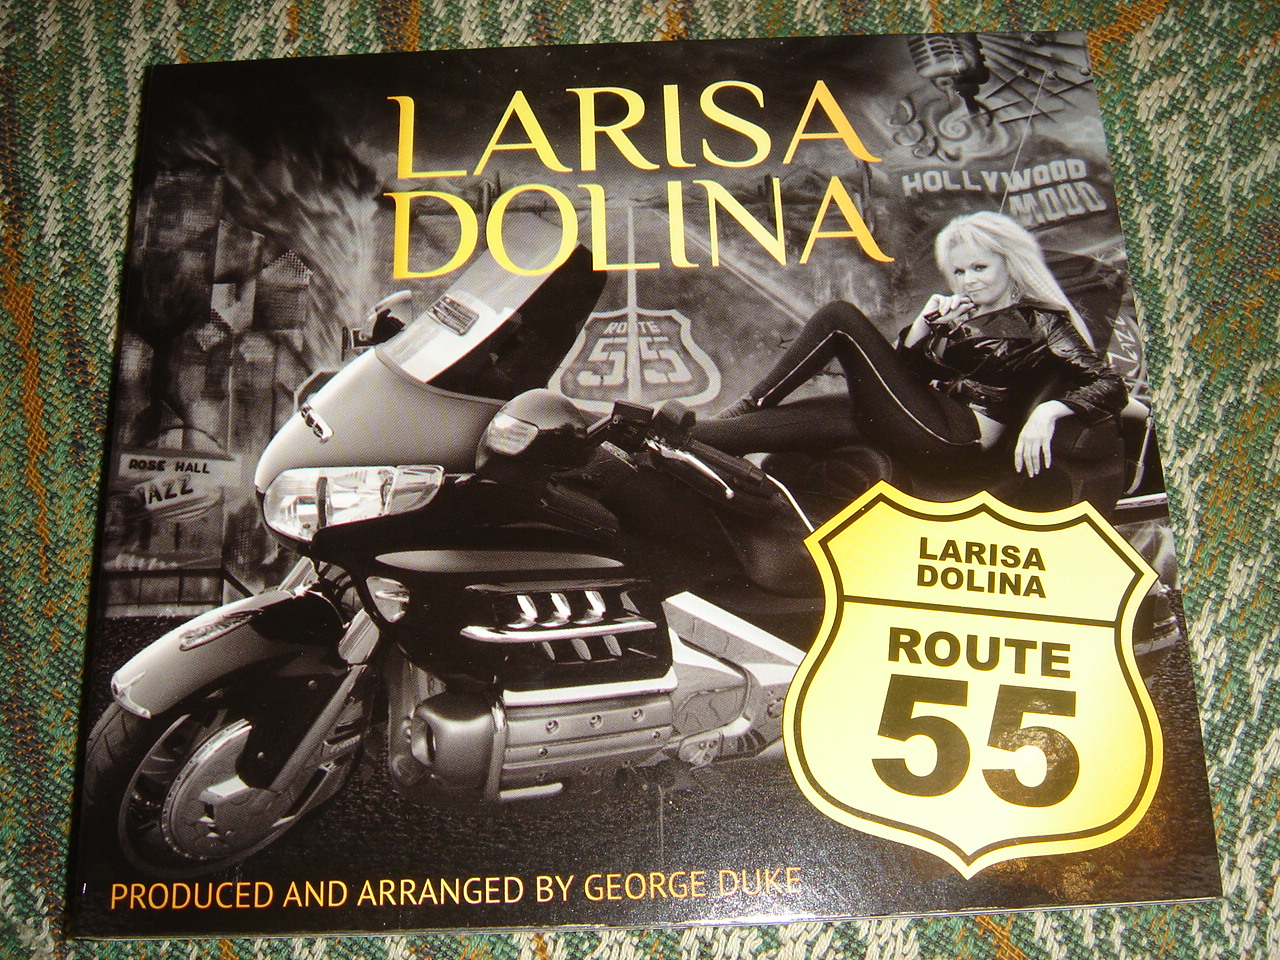 LARISA
DOLINA
HOLLYWOOD
MOOD
ROUTE
55
ROSE HALL
JAZZ
LARISA
DOLINA
ROUTE
55
PRODUCED AND ARRANGED BY GEORGE DUKE